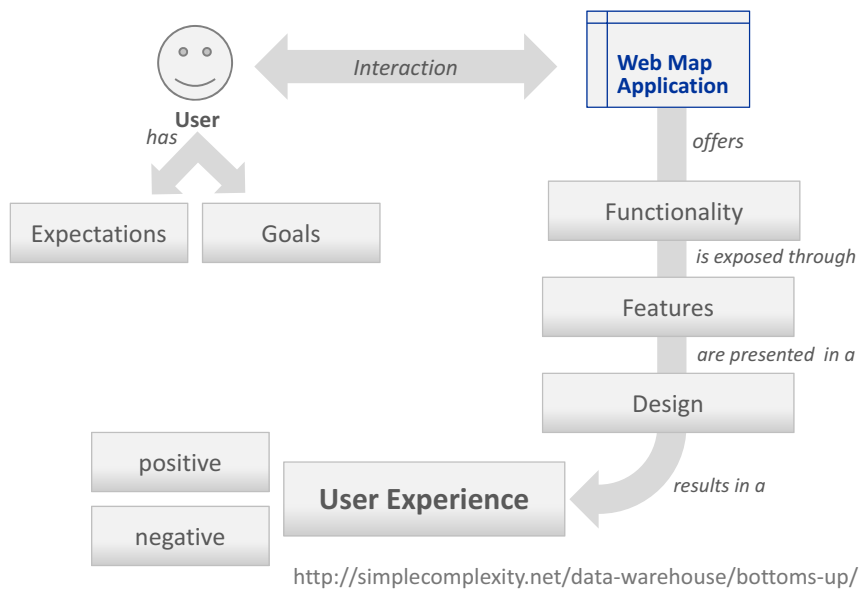 Interaction
Web Map
Application
User
has
offers
Expectations
Goals
Functionality
is exposed through
Features
are presented in a
Design
positive
User Experience
results in a
negative
http://simplecomplexity.net/data-warehouse/bottoms-up/